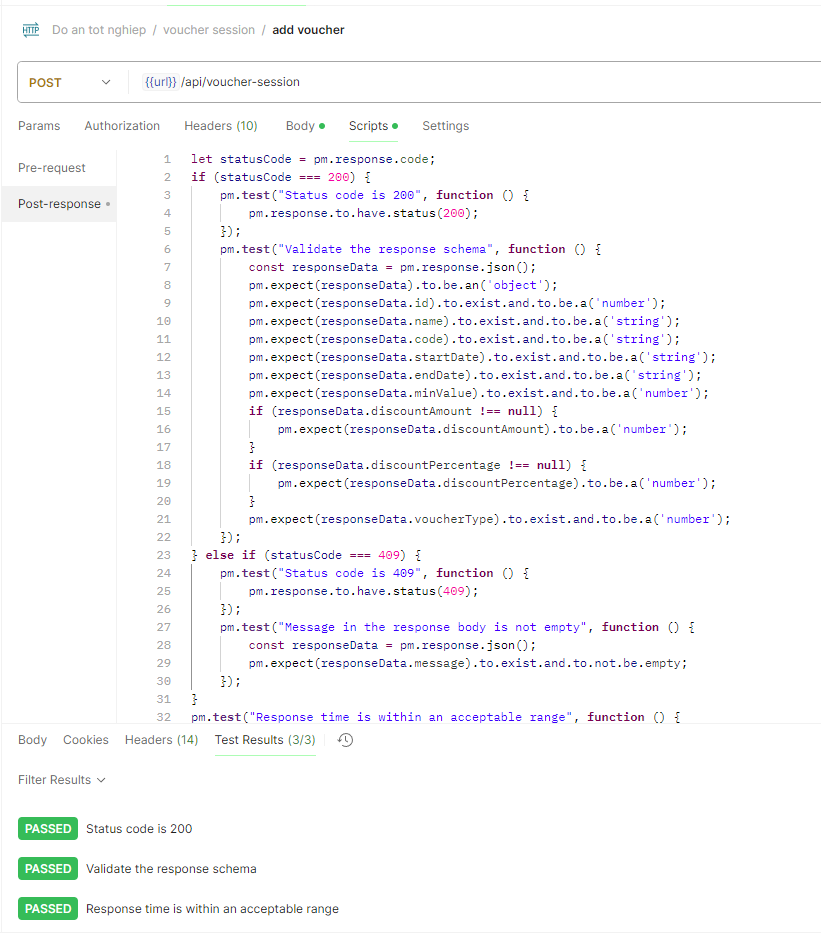 HTTP Do an tot nghiep / voucher session / add voucher
POST {{url}} /api/voucher-session
Params Authorization Headers (10) Body Scripts Settings
Pre-request
Post-response
1 let statusCode = pm.response.code;
2 if (statusCode === 200) {
3 pm.test("Status code is 200", function () {
4 pm.response.to.have.status(200);
5 });
6 pm.test("Validate the response schema", function () {
7 const responseData = pm.response.json();
8 pm.expect(responseData).to.be.an('object');
9 pm.expect(responseData.id).to.exist.and.to.be.a('number');
10 pm.expect(responseData.name).to.exist.and.to.be.a('string');
11 pm.expect(responseData.code).to.exist.and.to.be.a('string');
12 pm.expect(responseData.startDate).to.exist.and.to.be.a('string');
13 pm.expect(responseData.endDate).to.exist.and.to.be.a('string');
14 pm.expect(responseData.minValue).to.exist.and.to.be.a('number');
15 if (responseData.discountAmount !== null) {
16 pm.expect(responseData.discountAmount).to.be.a('number');
17 }
18 if (responseData.discountPercentage !== null) {
19 pm.expect(responseData.discountPercentage).to.be.a('number');
20 }
21 pm.expect(responseData.voucherType).to.exist.and.to.be.a('number');
22 });
23 } else if (statusCode === 409) {
24 pm.test("Status code is 409", function () {
25 pm.response.to.have.status(409);
26 });
27 pm.test("Message in the response body is not empty", function () {
28 const responseData = pm.response.json();
29 pm.expect(responseData.message).to.exist.and.to.not.be.empty;
30 });
31 }
32 pm.test("Response time is within an acceptable range", function () {
Body Cookies Headers (14) Test Results (3/3)
Filter Results
PASSED Status code is 200
PASSED Validate the response schema
PASSED Response time is within an acceptable range